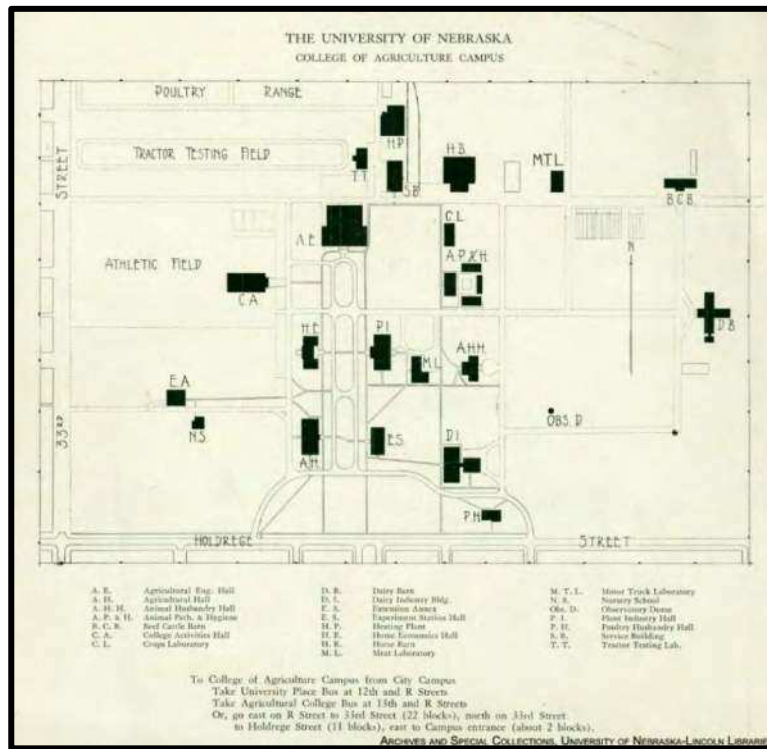 THE UNIVERSITY OF NEBRASKA
COLLEGE OF AGRICULTURE CAMPUS
POULTRY RANGE
H.P.
TRACTOR TESTING FIELD
T.T.
S.B.
H.B.
M.T.L.
B.C.B.
STREET
A.E.
C.L.
ATHLETIC FIELD
A.P. & H.
N
C.A.
D.B.
H.E.
P.I.
M.L.
A.H.H.
E.A.
N.S.
OBS. D.
33RD
A.H.
E.S.
D.I.
P.H.
HOLDREGE STREET
A. E. Agricultural Eng. Hall
A. H. Agricultural Hall
A. H. H. Animal Husbandry Hall
A. P. & H. Animal Path. & Hygiene
B. C. B. Beef Cattle Barn
C. A. College Activities Hall
C. L. Crops Laboratory
D. B. Dairy Barn
D. I. Dairy Industry Bldg.
E. A. Extension Annex
E. S. Experiment Station Hall
H. P. Heating Plant
H. E. Home Economics Hall
H. B. Horse Barn
M. L. Meat Laboratory
M. T. L. Motor Truck Laboratory
N. S. Nursery School
Obs. D. Observatory Dome
P. I. Plant Industry Hall
P. H. Poultry Husbandry Hall
S. B. Service Building
T. T. Tractor Testing Lab.
To College of Agriculture Campus from City Campus
Take University Place Bus at 12th and R Streets
Take Agricultural College Bus at 13th and R Streets
Or, go east on R Street to 33rd Street (22 blocks), north on 33rd Street
to Holdrege Street (11 blocks), east to Campus entrance (about 2 blocks).
ARCHIVES AND SPECIAL COLLECTIONS, UNIVERSITY OF NEBRASKA-LINCOLN LIBRARIES